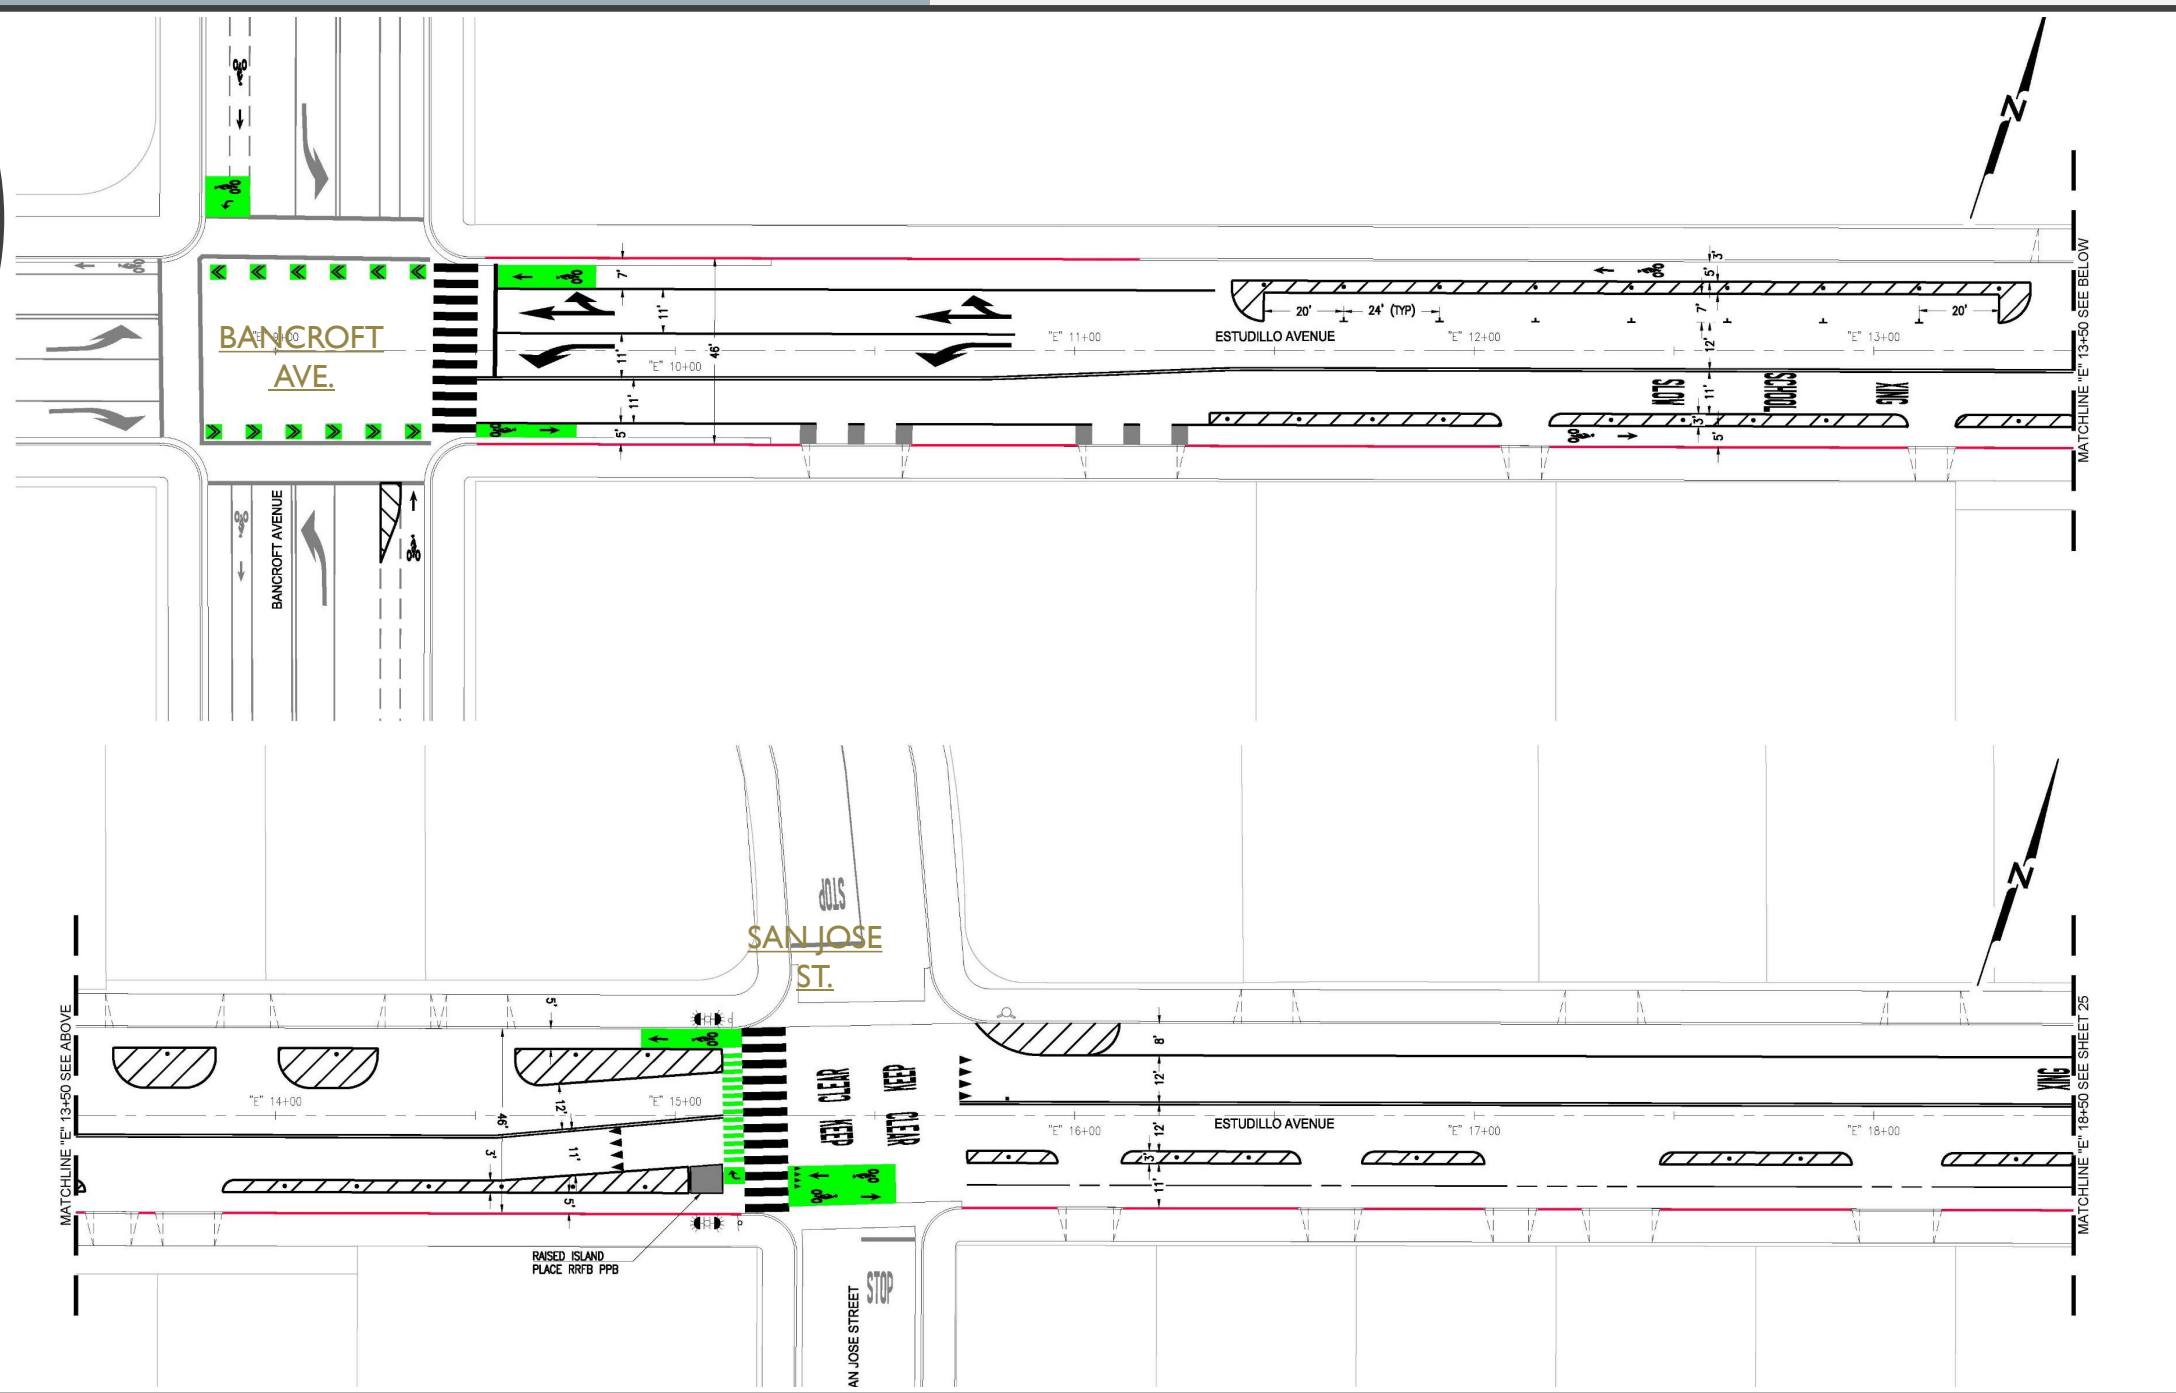 N
MATCHLINE "E" 13+50 SEE BELOW
7'
11'
11'
46'
11'
5'
3'
5'
7'
12'
11'
3'
5'
20'
24' (TYP)
20'
ESTUDILLO AVENUE
"E" 10+00
"E" 11+00
"E" 12+00
"E" 13+00
BANCROFT
AVE.
SLOW
SCHOOL
XING
BANCROFT AVENUE
N
STOP
SAN JOSE
ST.
MATCHLINE "E" 13+50 SEE ABOVE
MATCHLINE "E" 18+50 SEE SHEET 25
5'
46'
12'
11'
3'
5'
"E" 14+00
"E" 15+00
CLEAR
KEEP
KEEP
CLEAR
8'
12'
12'
3'
11'
"E" 16+00
ESTUDILLO AVENUE
"E" 17+00
"E" 18+00
XING
RAISED ISLAND
PLACE RRFB PPB
STOP
AN JOSE STREET